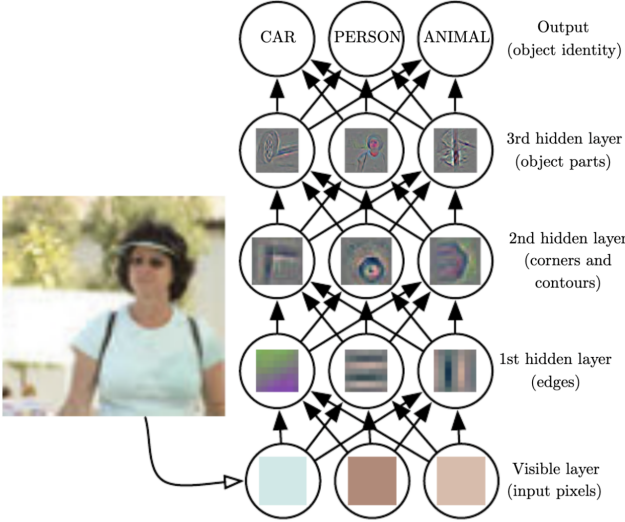 CAR PERSON ANIMAL
Output
(object identity)
3rd hidden layer
(object parts)
2nd hidden layer
(corners and
contours)
1st hidden layer
(edges)
Visible layer
(input pixels)